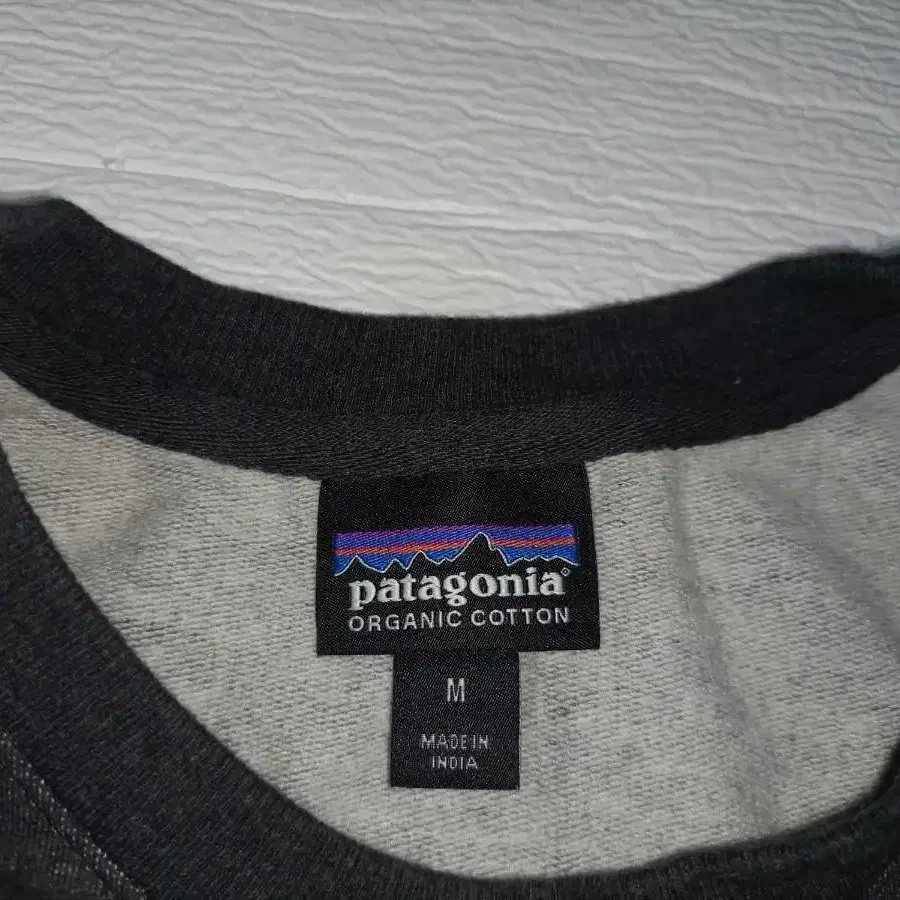 patagonia®
ORGANIC COTTON
M
MADE IN
INDIA